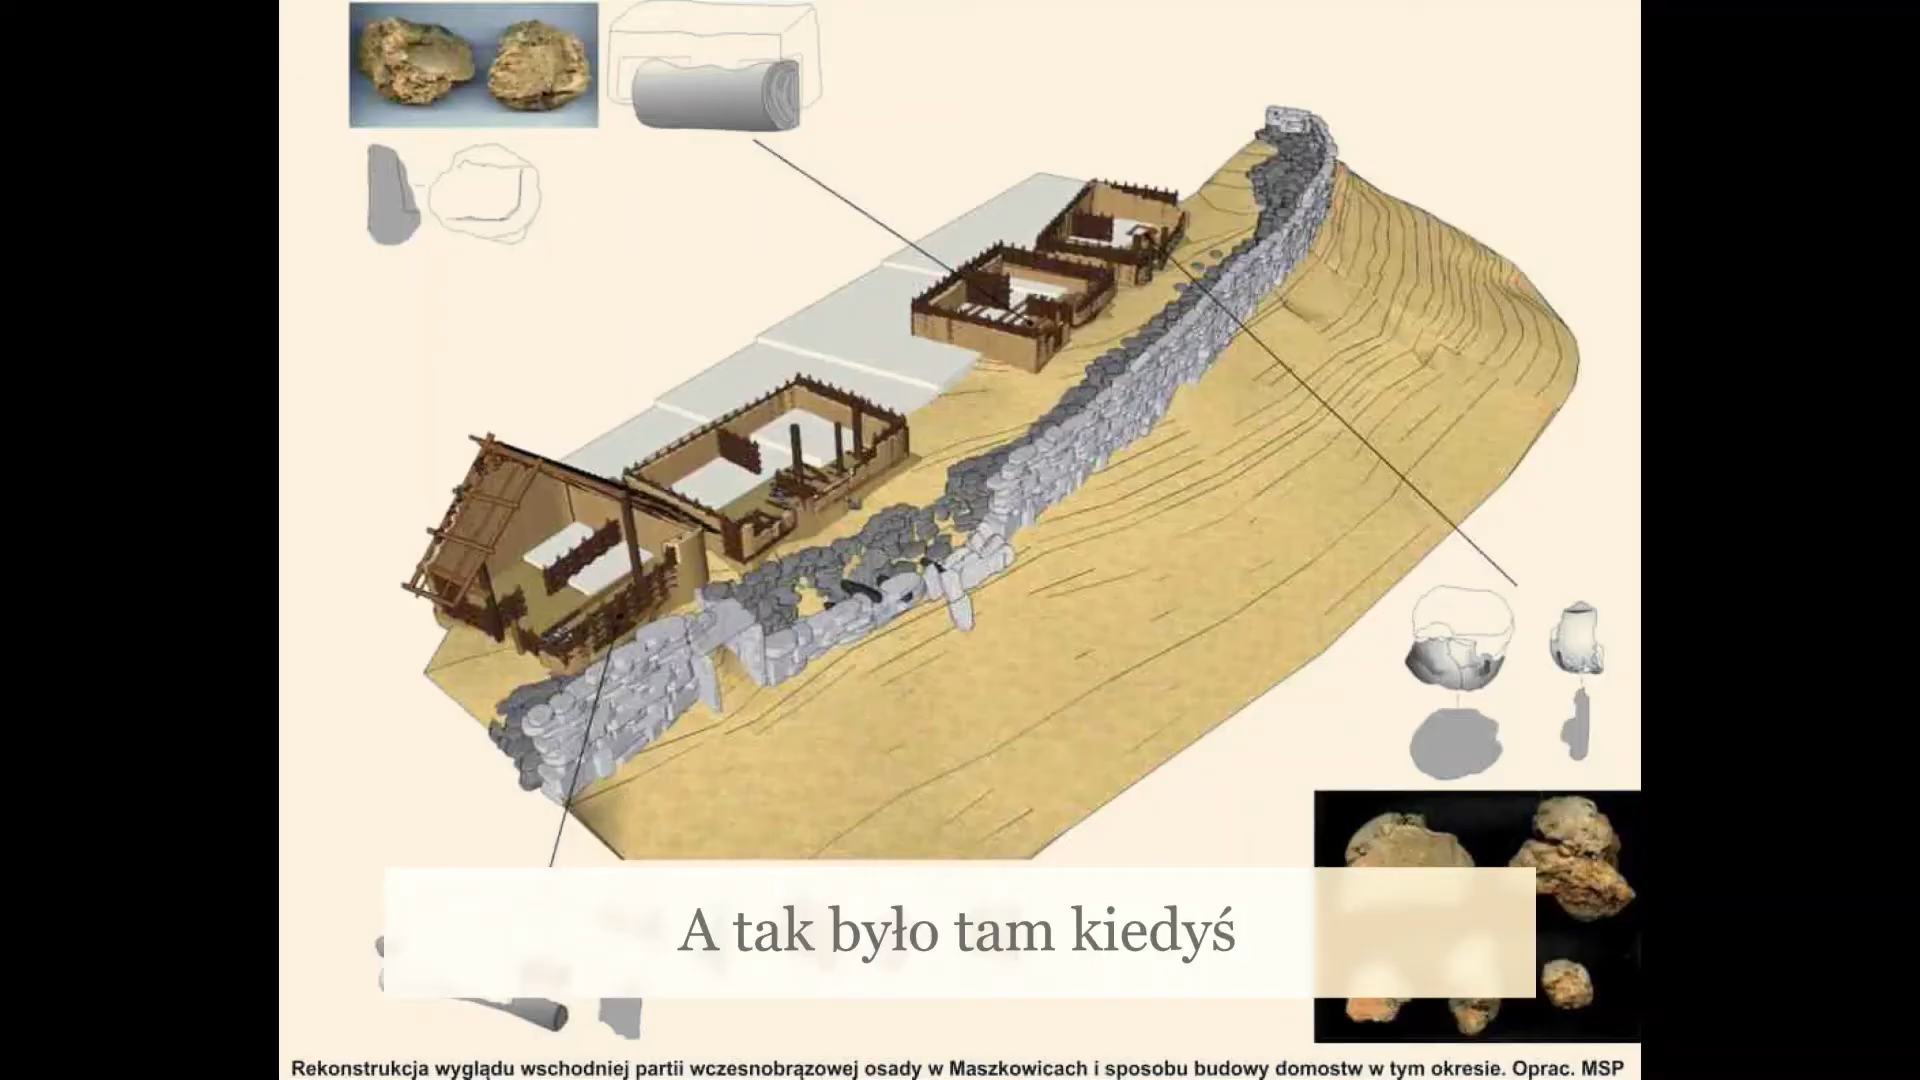 A tak było tam kiedyś
Rekonstrukcja wyglądu wschodniej partii wczesnobrązowej osady w Maszkowicach i sposobu budowy domostw w tym okresie. Oprac. MSP